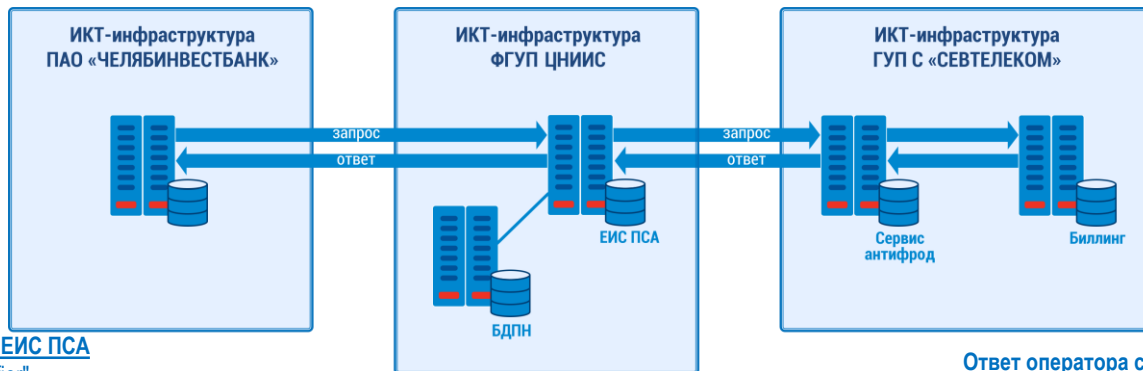 ИКТ-инфраструктура
ПАО «ЧЕЛЯБИНВЕСТБАНК»
ИКТ-инфраструктура
ФГУП ЦНИИС
ИКТ-инфраструктура
ГУП С «СЕВТЕЛЕКОМ»
запрос
запрос
ответ
ответ
ЕИС ПСА
Сервис
антифрод
Биллинг
БДПН
ЕИС ПСА
Ответ оператора с